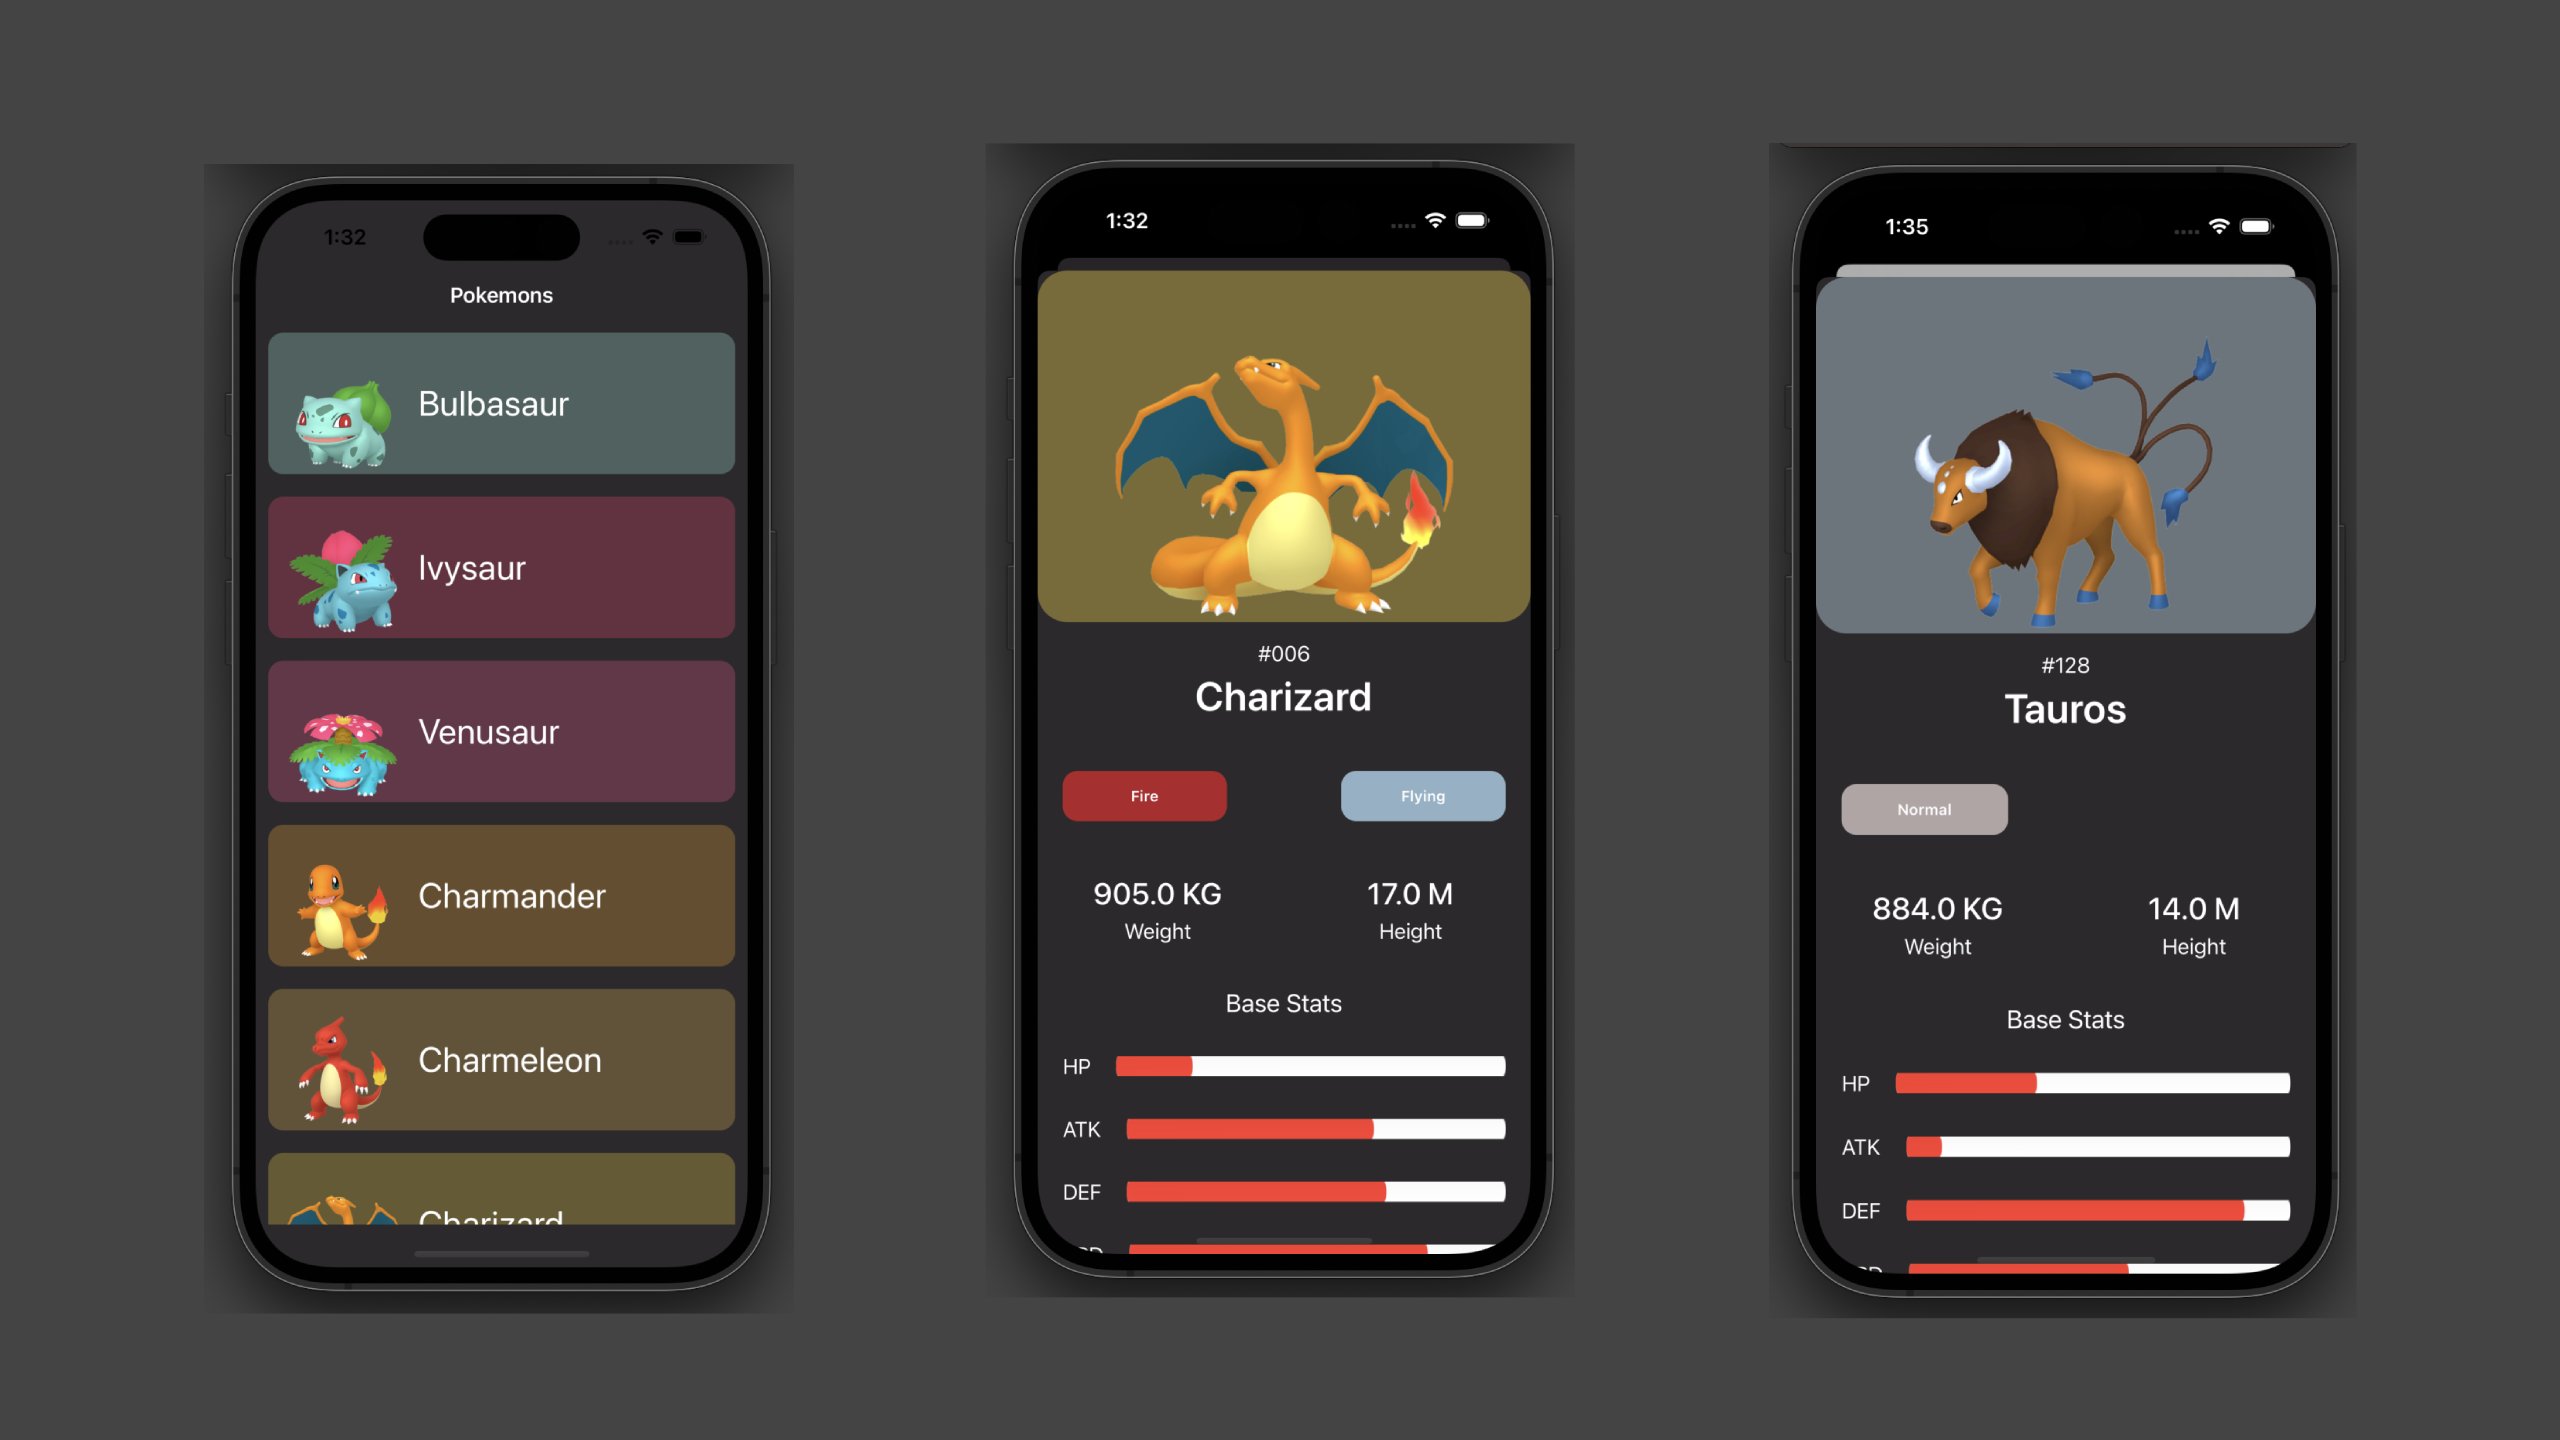 1:32
Pokemons
Bulbasaur
Ivysaur
Venusaur
Charmander
Charmeleon
Charizard
1:32
#006
Charizard
Fire Flying
905.0 KG 17.0 M
Weight Height
Base Stats
HP
ATK
DEF
1:35
#128
Tauros
Normal
884.0 KG 14.0 M
Weight Height
Base Stats
HP
ATK
DEF